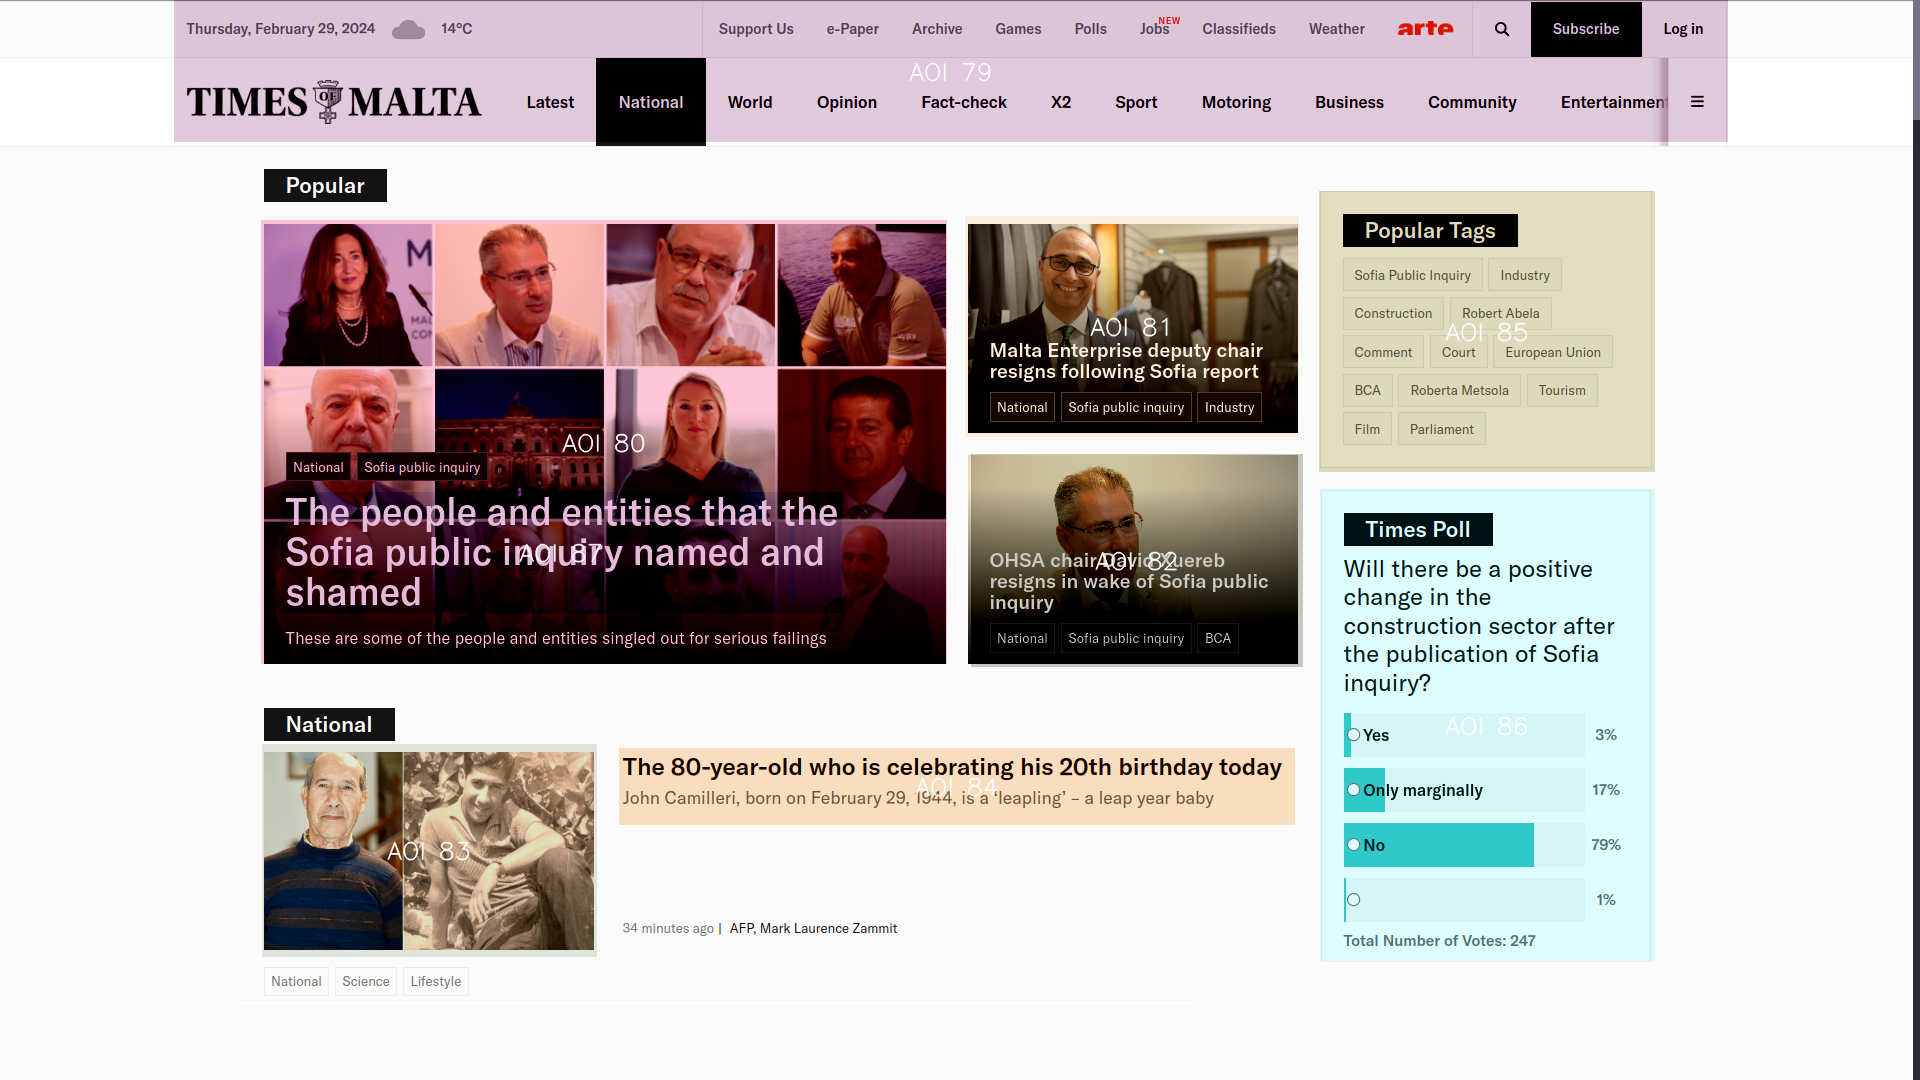 Thursday, February 29, 2024 14°C Support Us e-Paper Archive Games Polls Jobs NEW Classifieds Weather arte Subscribe Log in
AOI 79
TIMES OF MALTA Latest National World Opinion Fact-check X2 Sport Motoring Business Community Entertainment
Popular
AOI 80
National Sofia public inquiry
The people and entities that the
Sofia public inquiry named and
shamed
AOI 87
These are some of the people and entities singled out for serious failings
AOI 81
Malta Enterprise deputy chair
resigns following Sofia report
National Sofia public inquiry Industry
OHSA chair David Xuereb
resigns in wake of Sofia public
inquiry
AOI 82
National Sofia public inquiry BCA
Popular Tags
Sofia Public Inquiry Industry
Construction Robert Abela
AOI 85
Comment Court European Union
BCA Roberta Metsola Tourism
Film Parliament
Times Poll
Will there be a positive
change in the
construction sector after
the publication of Sofia
inquiry?
AOI 86
Yes 3%
Only marginally 17%
No 79%
1%
Total Number of Votes: 247
National
AOI 83
The 80-year-old who is celebrating his 20th birthday today
AOI 84
John Camilleri, born on February 29, 1944, is a ‘leapling’ – a leap year baby
34 minutes ago | AFP, Mark Laurence Zammit
National Science Lifestyle